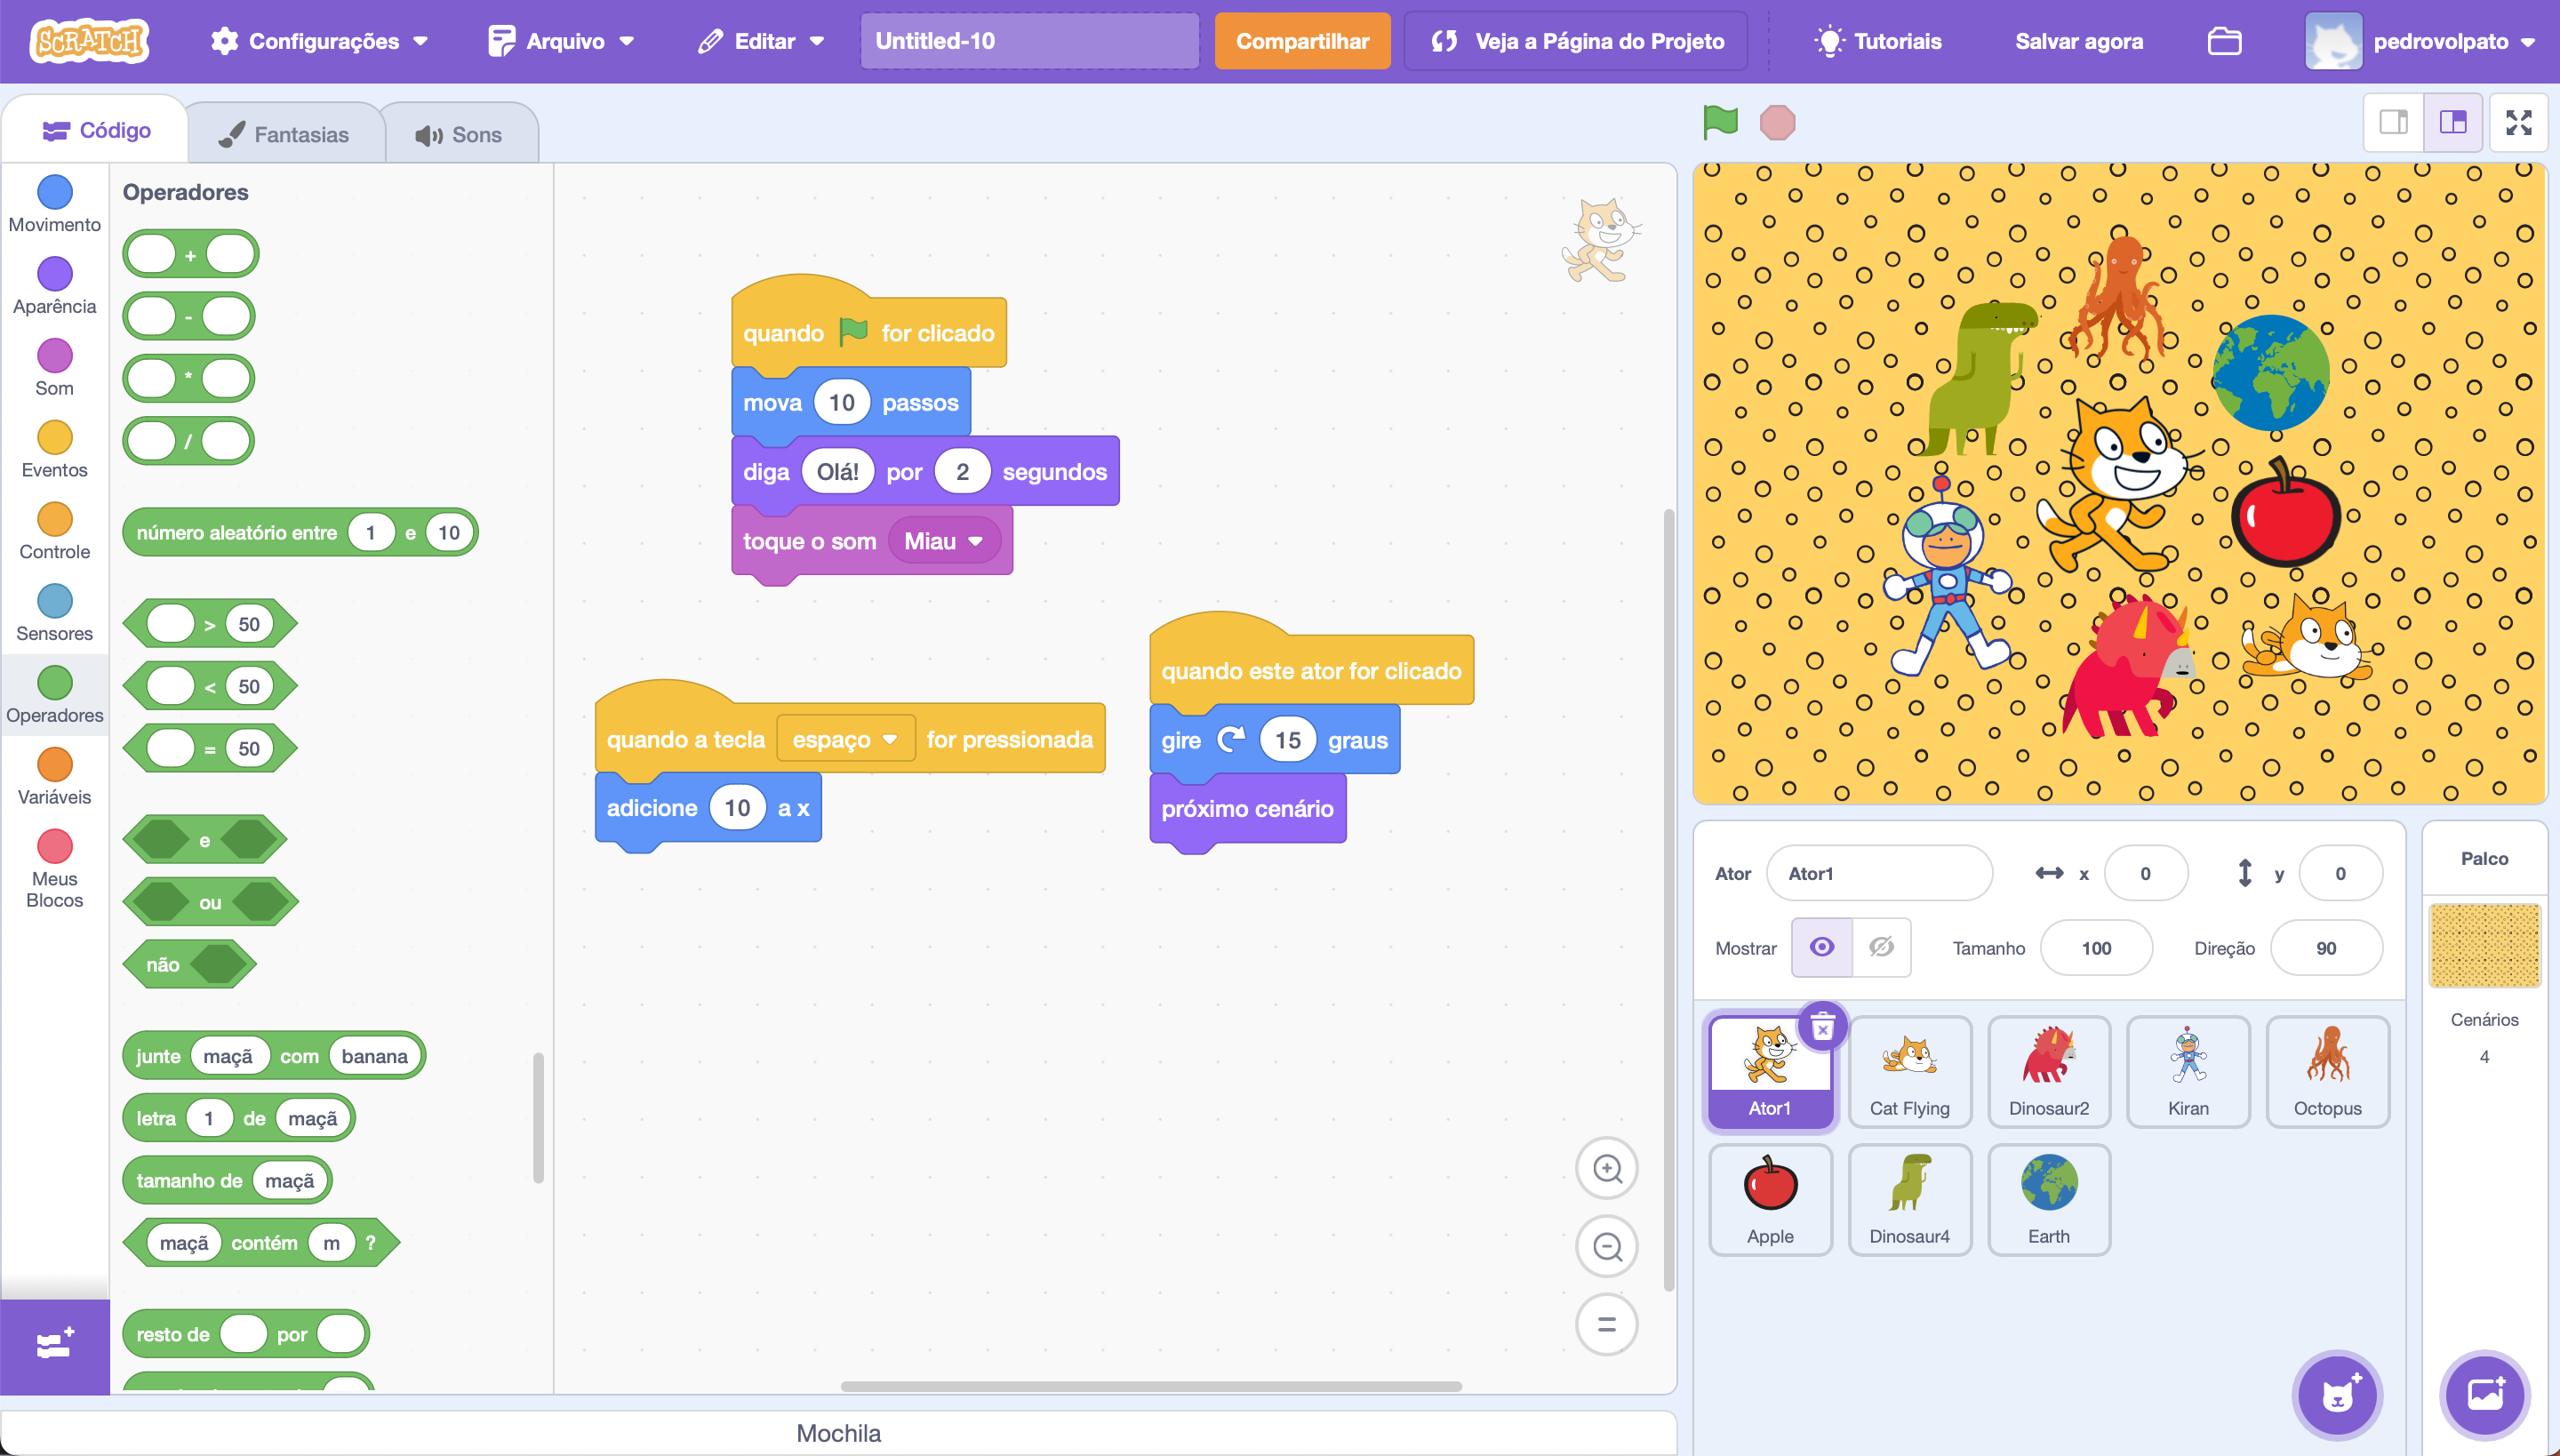 SCRATCH
Configurações
Arquivo
Editar
Untitled-10
Compartilhar
Veja a Página do Projeto
Tutoriais
Salvar agora
pedrovolpato
Código
Fantasias
Sons
Movimento
Aparência
Som
Eventos
Controle
Sensores
Operadores
Variáveis
Meus
Blocos
Operadores
+
-
*
/
número aleatório entre 1 e 10
> 50
< 50
= 50
e
ou
não
junte maçã com banana
letra 1 de maçã
tamanho de maçã
maçã contém m ?
resto de por
quando for clicado
mova 10 passos
diga Olá! por 2 segundos
toque o som Miau
quando a tecla espaço for pressionada
adicione 10 a x
quando este ator for clicado
gire 15 graus
próximo cenário
Mochila
Ator Ator1 x 0 y 0
Mostrar Tamanho 100 Direção 90
Ator1
Cat Flying
Dinosaur2
Kiran
Octopus
Apple
Dinosaur4
Earth
Palco
Cenários
4